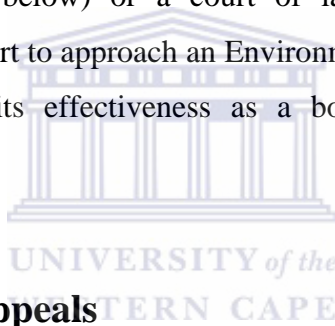 below) or a court of la
rt to approach an Environm
its effectiveness as a bo
UNIVERSITY of the
ppeals
WESTERN CAPE